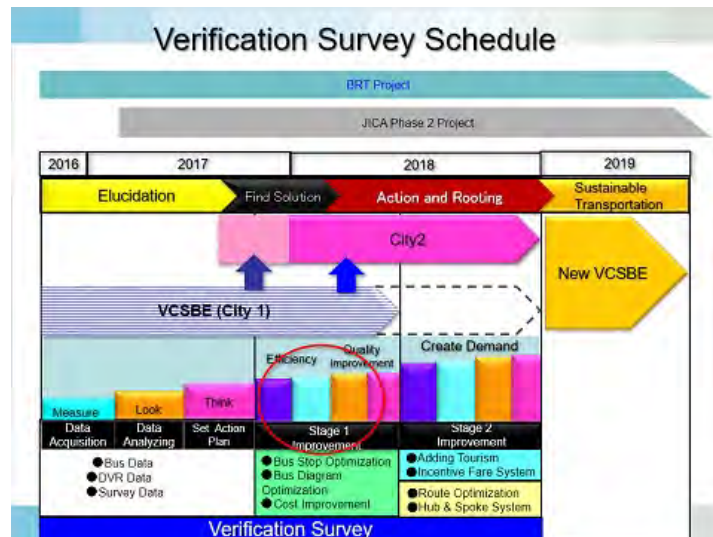 Verification Survey Schedule
BRT Project
JICA Phase 2 Project
2016
2017
2018
2019
Elucidation
Find Solution
Action and Rooting
Sustainable
Transportation
City2
New VCSBE
VCSBE (City 1)
Efficiency
Quality
Improvement
Create Demand
Measure
Look
Think
Data
Acquisition
Data
Analyzing
Set Action
Plan
Stage 1
Improvement
Stage 2
Improvement
●Bus Data
●DVR Data
●Survey Data
●Bus Stop Optimization
●Bus Diagram
Optimization
●Cost Improvement
●Adding Tourism
●Incentive Fare System
●Route Optimization
●Hub & Spoke System
Verification Survey